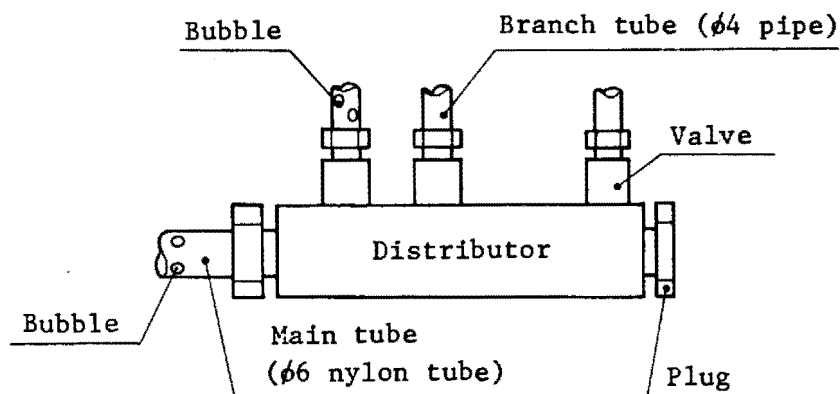 Bubble
Branch tube (ϕ4 pipe)
Valve
Distributor
Bubble
Main tube
(ϕ6 nylon tube)
Plug